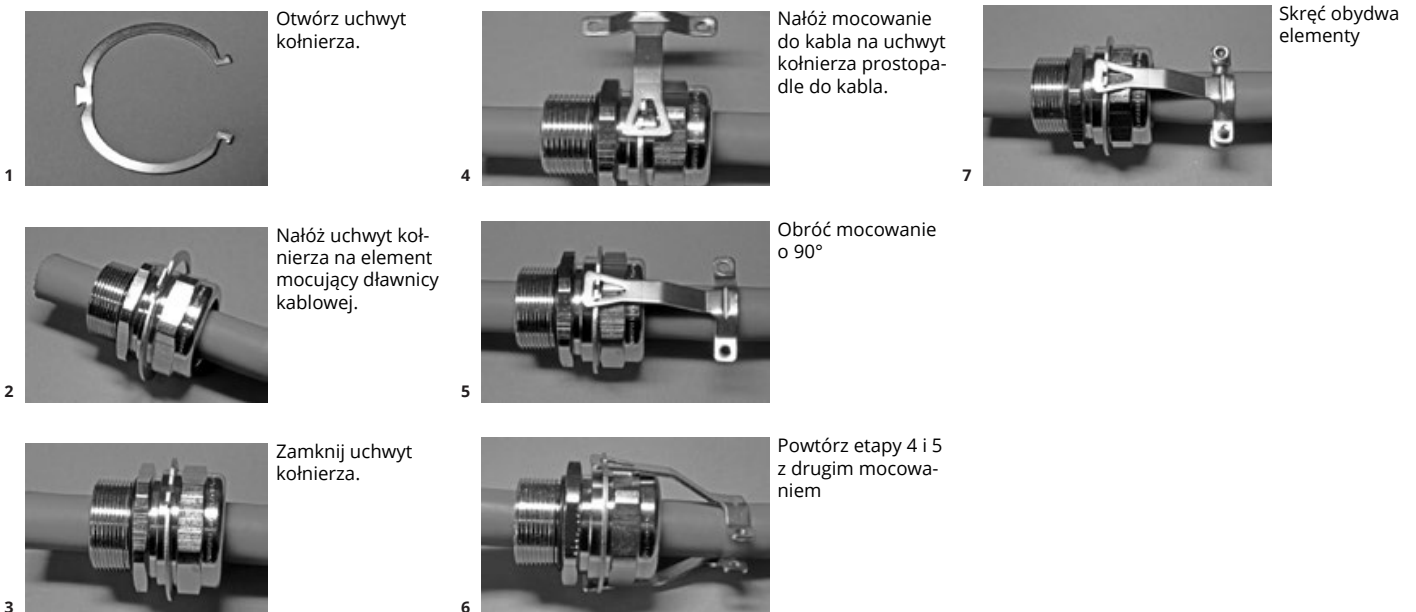 1
Otwórz uchwyt
kołnierza.
2
Nałóż uchwyt koł-
nierza na element
mocujący dławnicy
kablowej.
3
Zamknij uchwyt
kołnierza.
4
Nałóż mocowanie
do kabla na uchwyt
kołnierza prostopa-
dle do kabla.
5
Obróć mocowanie
o 90°
6
Powtórz etapy 4 i 5
z drugim mocowa-
niem
7
Skręć obydwa
elementy